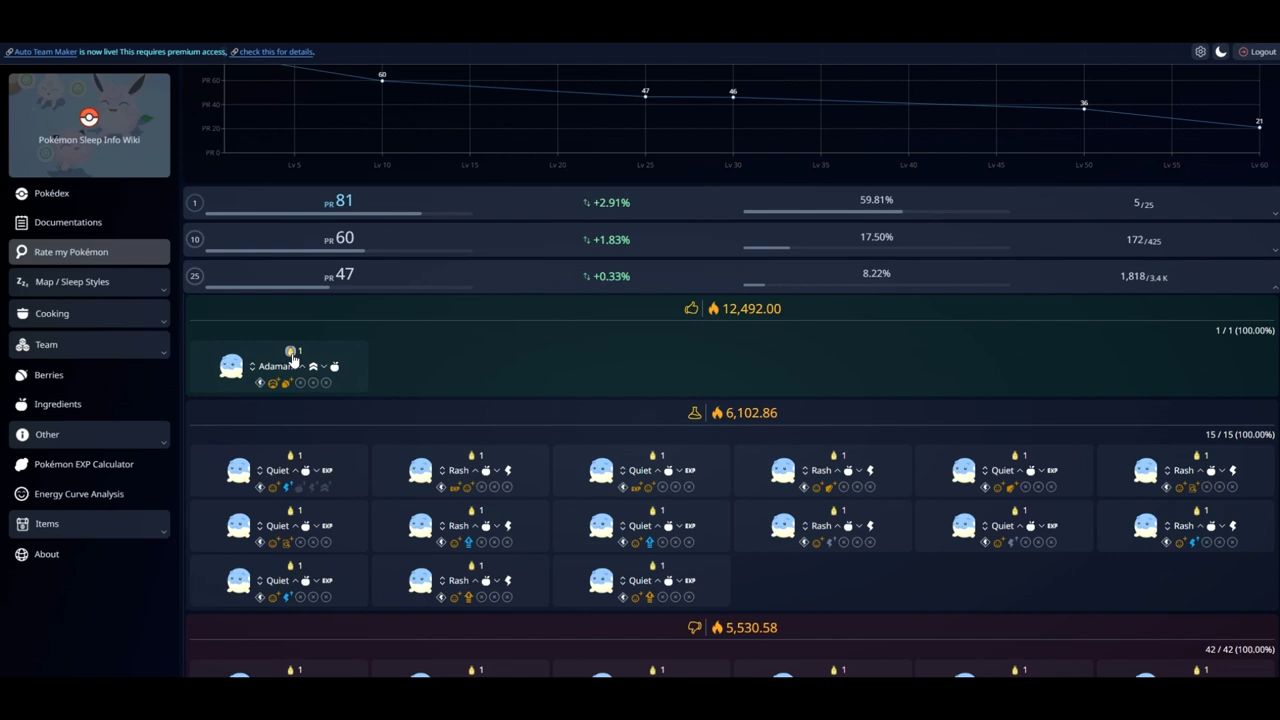 Auto Team Maker is now live! This requires premium access, check this for details.
Logout
Pokémon Sleep Info Wiki
Pokédex
Documentations
Rate my Pokémon
Map / Sleep Styles
Cooking
Team
Berries
Ingredients
Other
Pokémon EXP Calculator
Energy Curve Analysis
Items
About
PR 60
PR 40
PR 20
PR 0
60
47
46
36
21
Lv 5 Lv 10 Lv 15 Lv 20 Lv 25 Lv 30 Lv 35 Lv 40 Lv 45 Lv 50 Lv 55 Lv 60
1 PR 81 +2.91% 59.81% 5/25
10 PR 60 +1.83% 17.50% 172/425
25 PR 47 +0.33% 8.22% 1,818/3.4 K
12,492.00
1 / 1 (100.00%)
1
6,102.86
15 / 15 (100.00%)
1 1 1 1 1 1
Quiet EXP Rash Quiet EXP Rash Quiet EXP Rash
EXP EXP
1 1 1 1 1 1
Quiet EXP Rash Quiet EXP Rash Quiet EXP Rash
1 1 1
Quiet EXP Rash Quiet EXP
5,530.58
42 / 42 (100.00%)
1 1 1 1 1 1